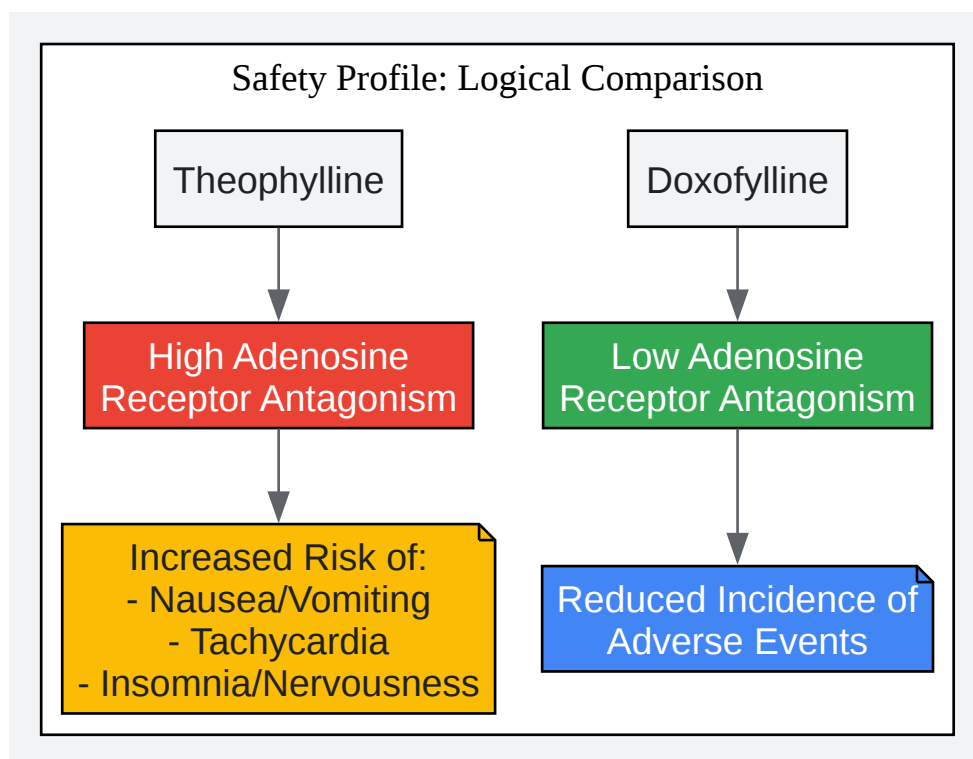 Safety Profile: Logical Comparison
Theophylline
High Adenosine
Receptor Antagonism
Increased Risk of:
- Nausea/Vomiting
- Tachycardia
- Insomnia/Nervousness
Doxofylline
Low Adenosine
Receptor Antagonism
Reduced Incidence of
Adverse Events